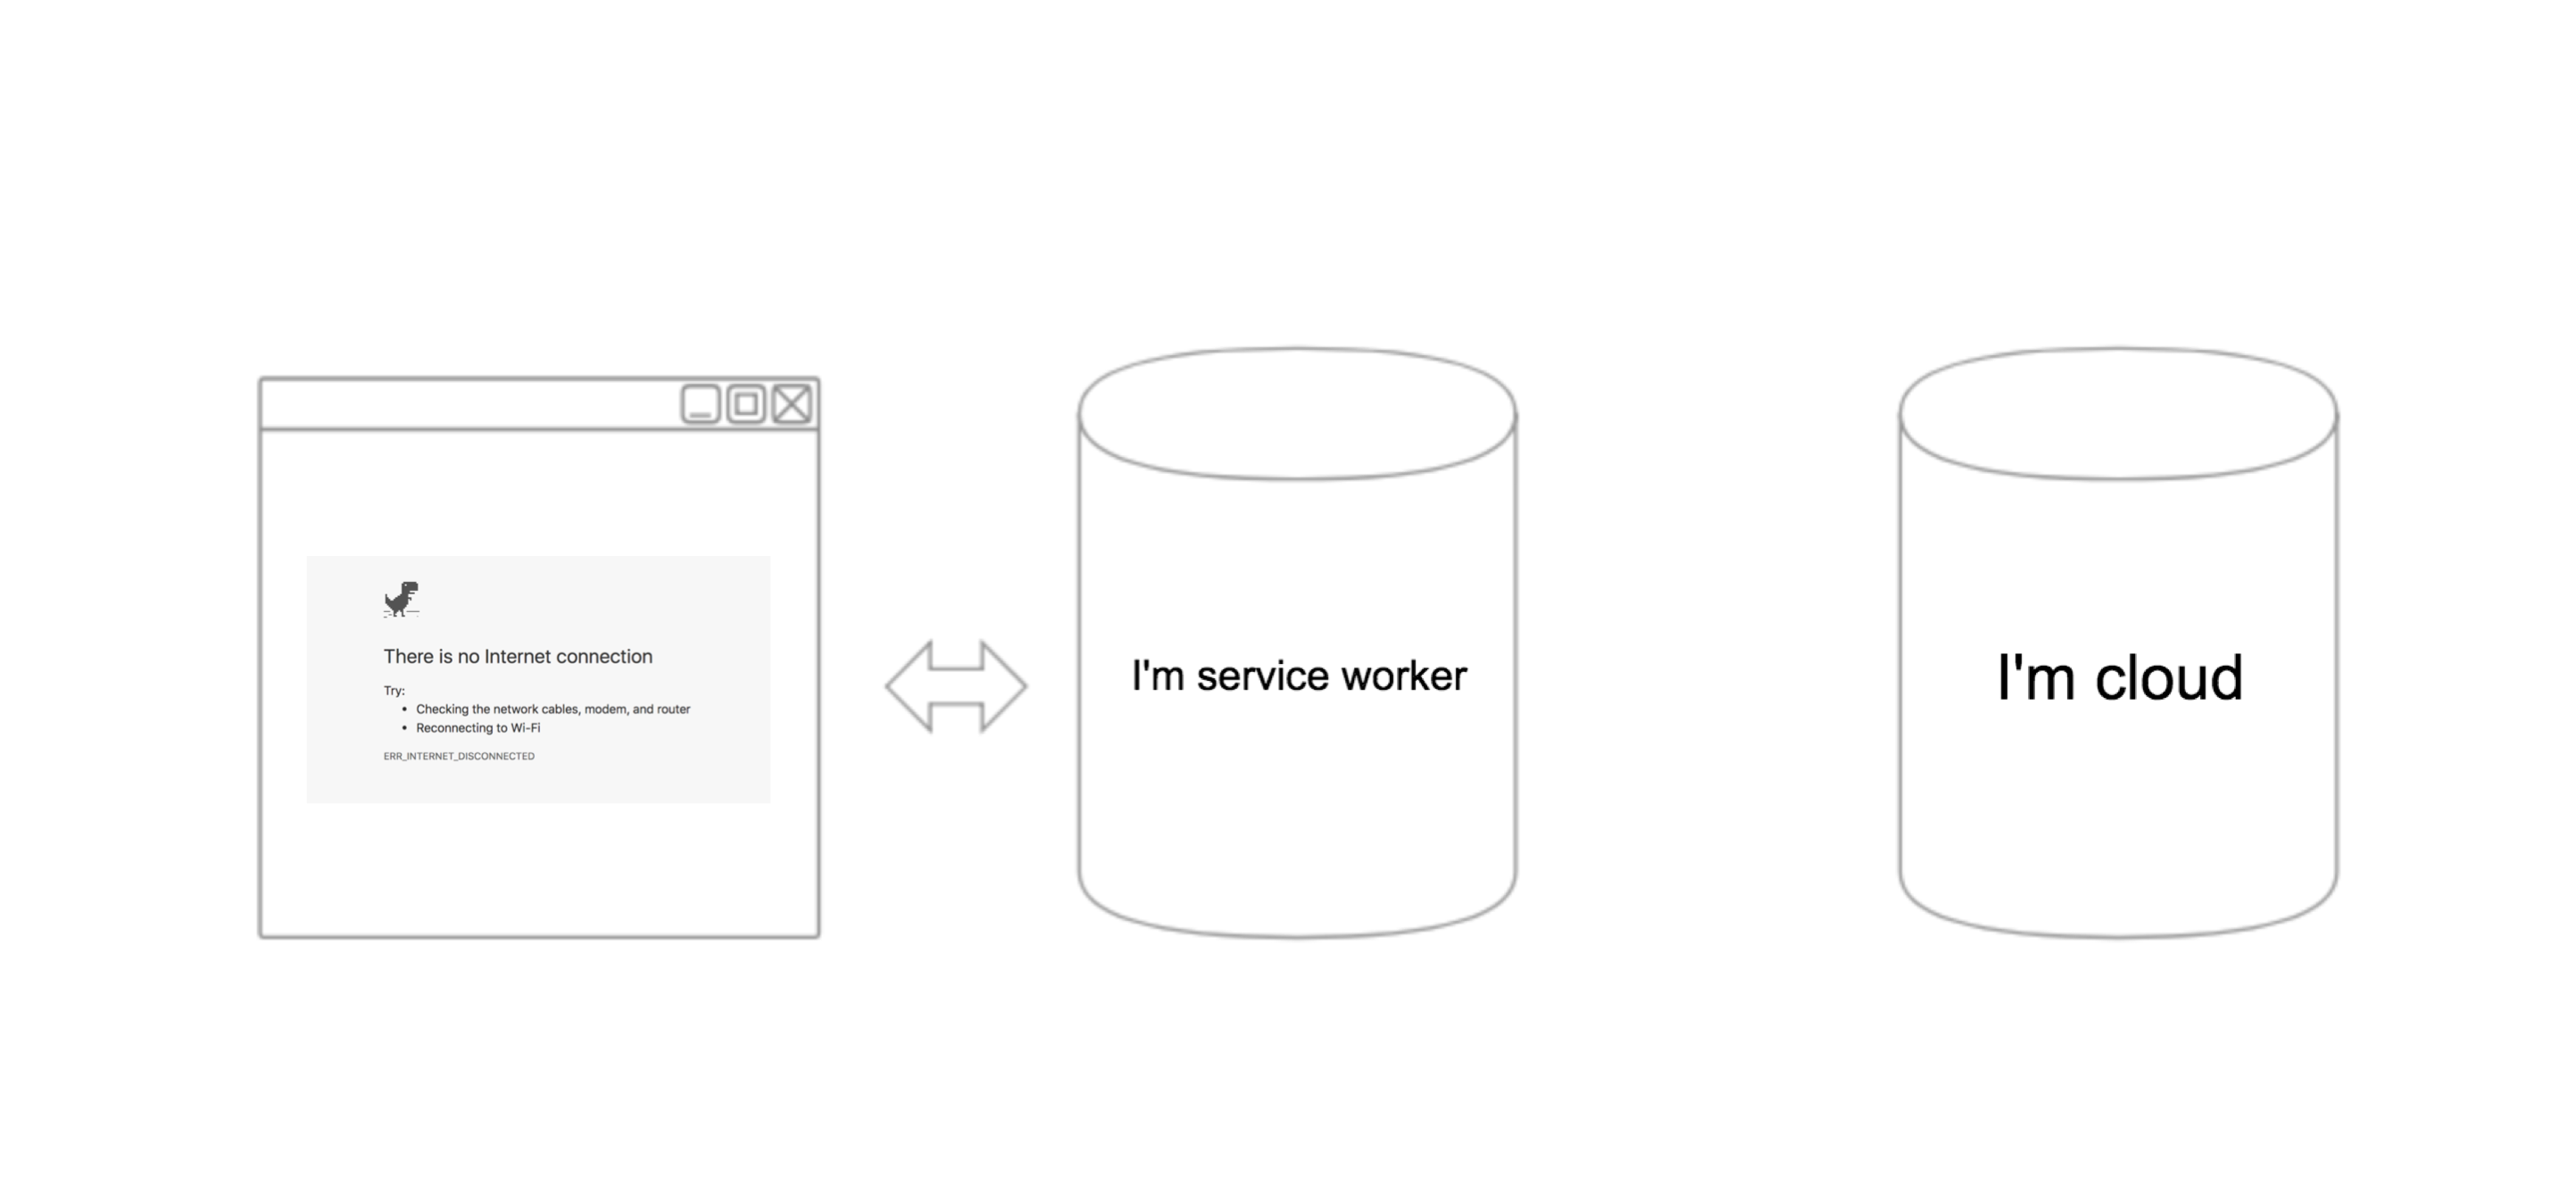 There is no Internet connection
Try:
• Checking the network cables, modem, and router
• Reconnecting to Wi-Fi
ERR_INTERNET_DISCONNECTED
I'm service worker
I'm cloud